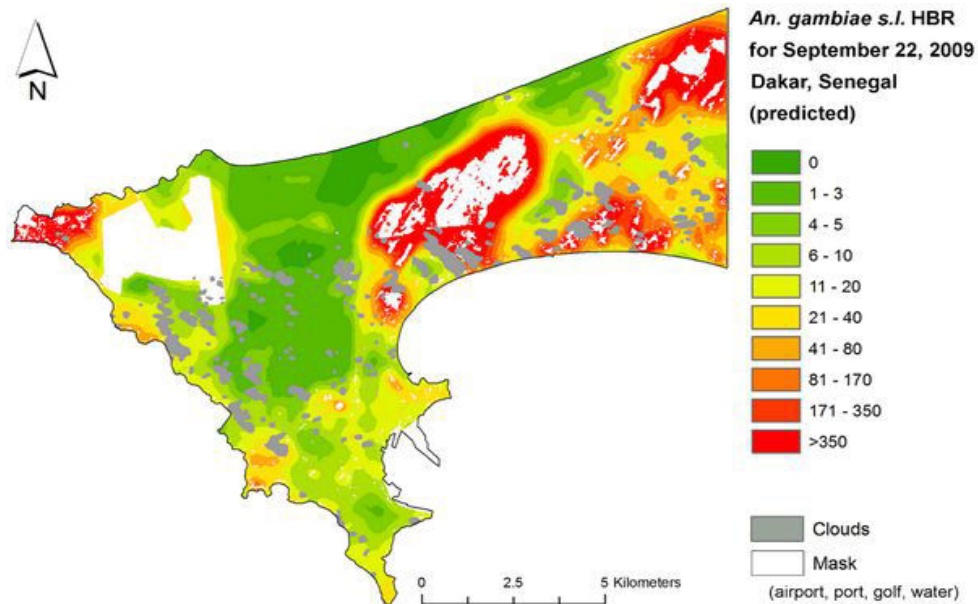 An. gambiae s.l. HBR
for September 22, 2009
Dakar, Senegal
(predicted)
N
0
1 - 3
4 - 5
6 - 10
11 - 20
21 - 40
41 - 80
81 - 170
171 - 350
>350
Clouds
Mask
(airport, port, golf, water)
0 2.5 5 Kilometers